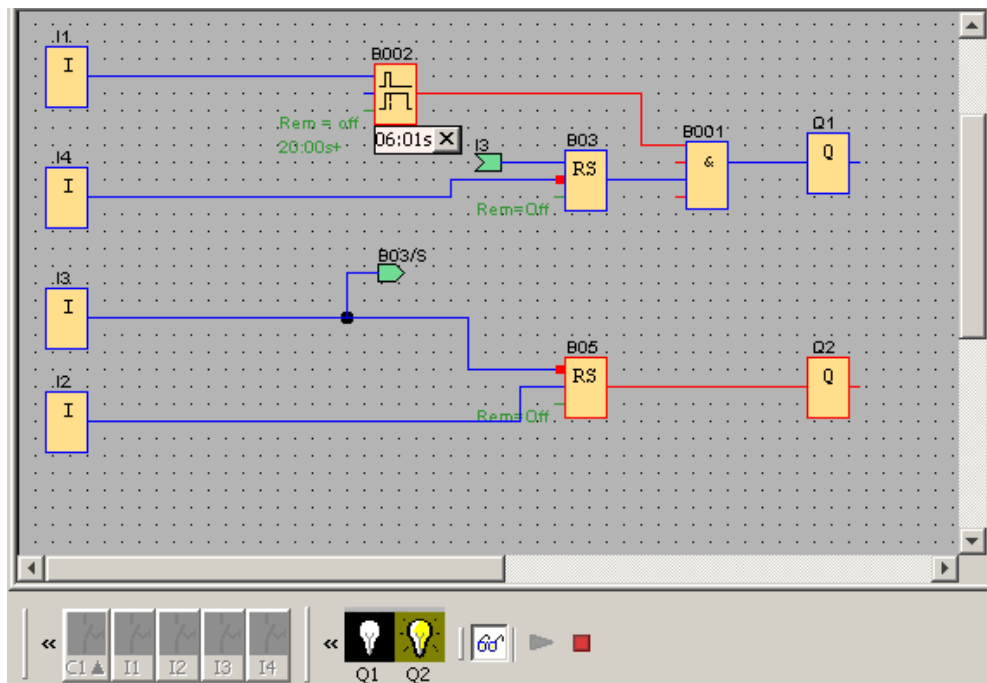 I1
I
B002
Rem = off
20:00s+
06:01s
I3
B03
RS
Rem=Off
B001
&
Q1
Q
I4
I
B03/S
I3
I
B05
RS
Rem=Off
Q2
Q
I2
I
« C1▲ I1 I2 I3 I4 « Q1 Q2